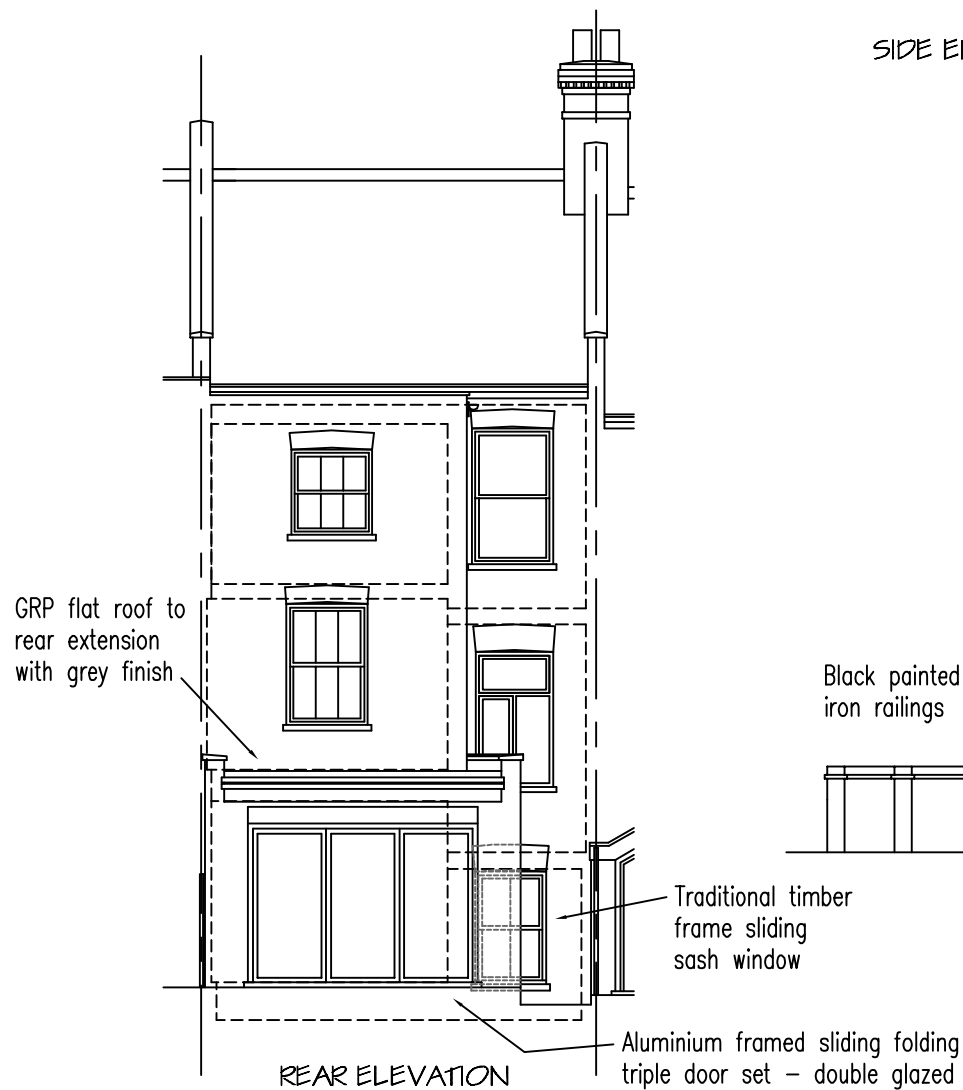 SIDE EL
GRP flat roof to
rear extension
with grey finish
Black painted
iron railings
Traditional timber
frame sliding
sash window
Aluminium framed sliding folding
triple door set – double glazed
REAR ELEVATION